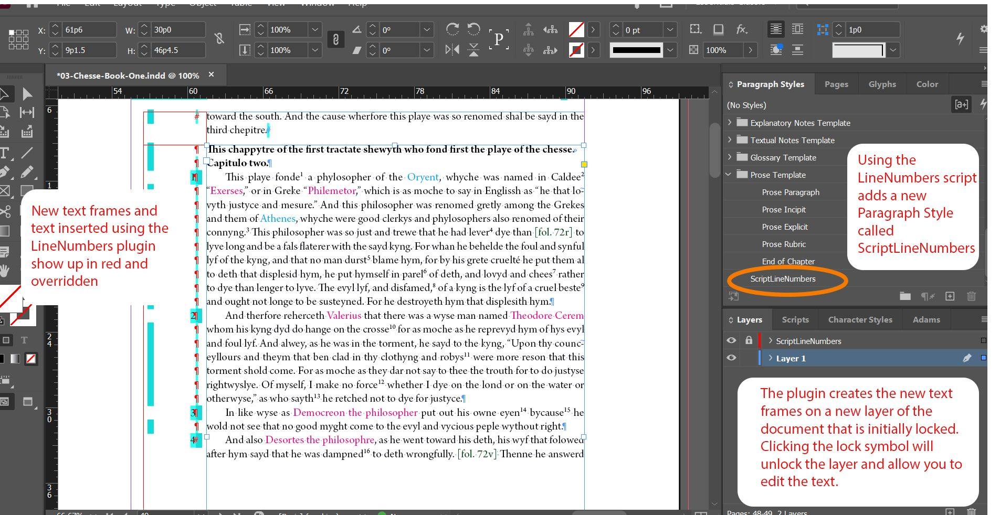 File Edit Layout Type Object Table View Window Help
X: 61p6 W: 30p0 100% 0° 0 pt 1p0
Y: 9p1.5 H: 46p4.5 100% 0° P 100%
*03-Chesse-Book-One.indd @ 100% ×
54 60 66 72 78 84 90 96
toward the south. And the cause wherfore this playe was so renomed shal be sayd in the
third chepitre.#
This chappytre of the first tractate shewyth who fond first the playe of the chesse.
Capitulo two.¶
1¶ This playe fonde¹ a phylosopher of the Oryent, whyche was named in Caldee²
“Exerses,” or in Greke “Philemetor,” which is as moche to say in Englissh as “he that lo-
vyth justyce and mesure.” And this philosopher was renomed gretly among the Grekes
and them of Athenes, whyche were good clerkys and phylosophers also renomed of their
connyng.³ This philosopher was so just and trewe that he had lever⁴ dye than [fol. 72r] to
lyve long and be a fals flaterer with the sayd kyng. For whan he behelde the foul and synful
lyf of the kyng, and that no man durst⁵ blame hym, for by his grete cruelté he put them al
to deth that displesid hym, he put hymself in parel⁶ of deth, and lovyd and chees⁷ rather
to dye than lenger to lyve. The evyl lyf, and disfamed,⁸ of a kyng is the lyf of a cruel beste⁹
and ought not longe to be susteyned. For he destroyeth hym that displesith hym.¶
2¶ And therfore reherceth Valerius that there was a wyse man named Theodore Cerem
whom his kyng dyd do hange on the crosse¹⁰ for as moche as he reprevyd hym of hys evyl
and foul lyf. And alwey, as he was in the torment, he sayd to the kyng, “Upon thy counc-
eyllours and theym that ben clad in thy clothyng and robys¹¹ were more reson that this
torment shold come. For as moche as they dar not say to thee the trouth for to do justyse
rightwyslye. Of myself, I make no force¹² whether I dye on the lond or on the water or
otherwyse,” as who sayth¹³ he retched not to dye for justyce.¶
3¶ In like wyse as Democreon the philosopher put out his owne eyen¹⁴ bycause¹⁵ he
wold not see that no good myght come to the evyl and vycious peple wythout right.¶
4# And also Desortes the philosophre, as he went toward his deth, his wyf that folowed
after hym sayd that he was dampned¹⁶ to deth wrongfully. [fol. 72v] Thenne he answerd
New text frames and
text inserted using the
LineNumbers plugin
show up in red and
overridden
Paragraph Styles Pages Glyphs Color
(No Styles) [a+]
Explanatory Notes Template
Textual Notes Template
Glossary Template
Prose Template
Prose Paragraph
Prose Incipit
Prose Explicit
Prose Rubric
End of Chapter
ScriptLineNumbers
Using the
LineNumbers script
adds a new
Paragraph Style
called
ScriptLineNumbers
Layers Scripts Character Styles Adams
ScriptLineNumbers
Layer 1
The plugin creates the new text
frames on a new layer of the
document that is initially locked.
Clicking the lock symbol will
unlock the layer and allow you to
edit the text.
Pages: 48-49, 2 Layers